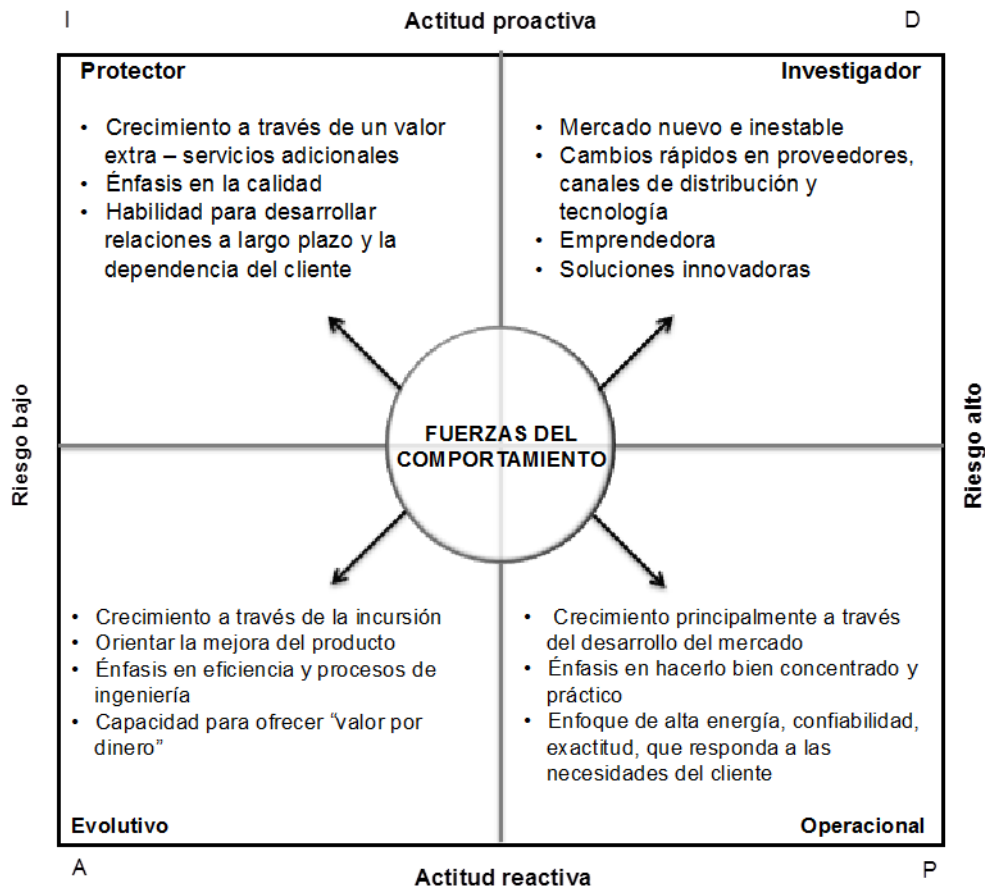 I
Actitud proactiva
D
Protector
• Crecimiento a través de un valor
extra – servicios adicionales
• Énfasis en la calidad
• Habilidad para desarrollar
relaciones a largo plazo y la
dependencia del cliente
Investigador
• Mercado nuevo e inestable
• Cambios rápidos en proveedores,
canales de distribución y
tecnología
• Emprendedora
• Soluciones innovadoras
Riesgo bajo
FUERZAS DEL
COMPORTAMIENTO
Riesgo alto
• Crecimiento a través de la incursión
• Orientar la mejora del producto
• Énfasis en eficiencia y procesos de
ingeniería
• Capacidad para ofrecer “valor por
dinero”
Evolutivo
• Crecimiento principalmente a través
del desarrollo del mercado
• Énfasis en hacerlo bien concentrado y
práctico
• Enfoque de alta energía, confiabilidad,
exactitud, que responda a las
necesidades del cliente
Operacional
A
Actitud reactiva
P